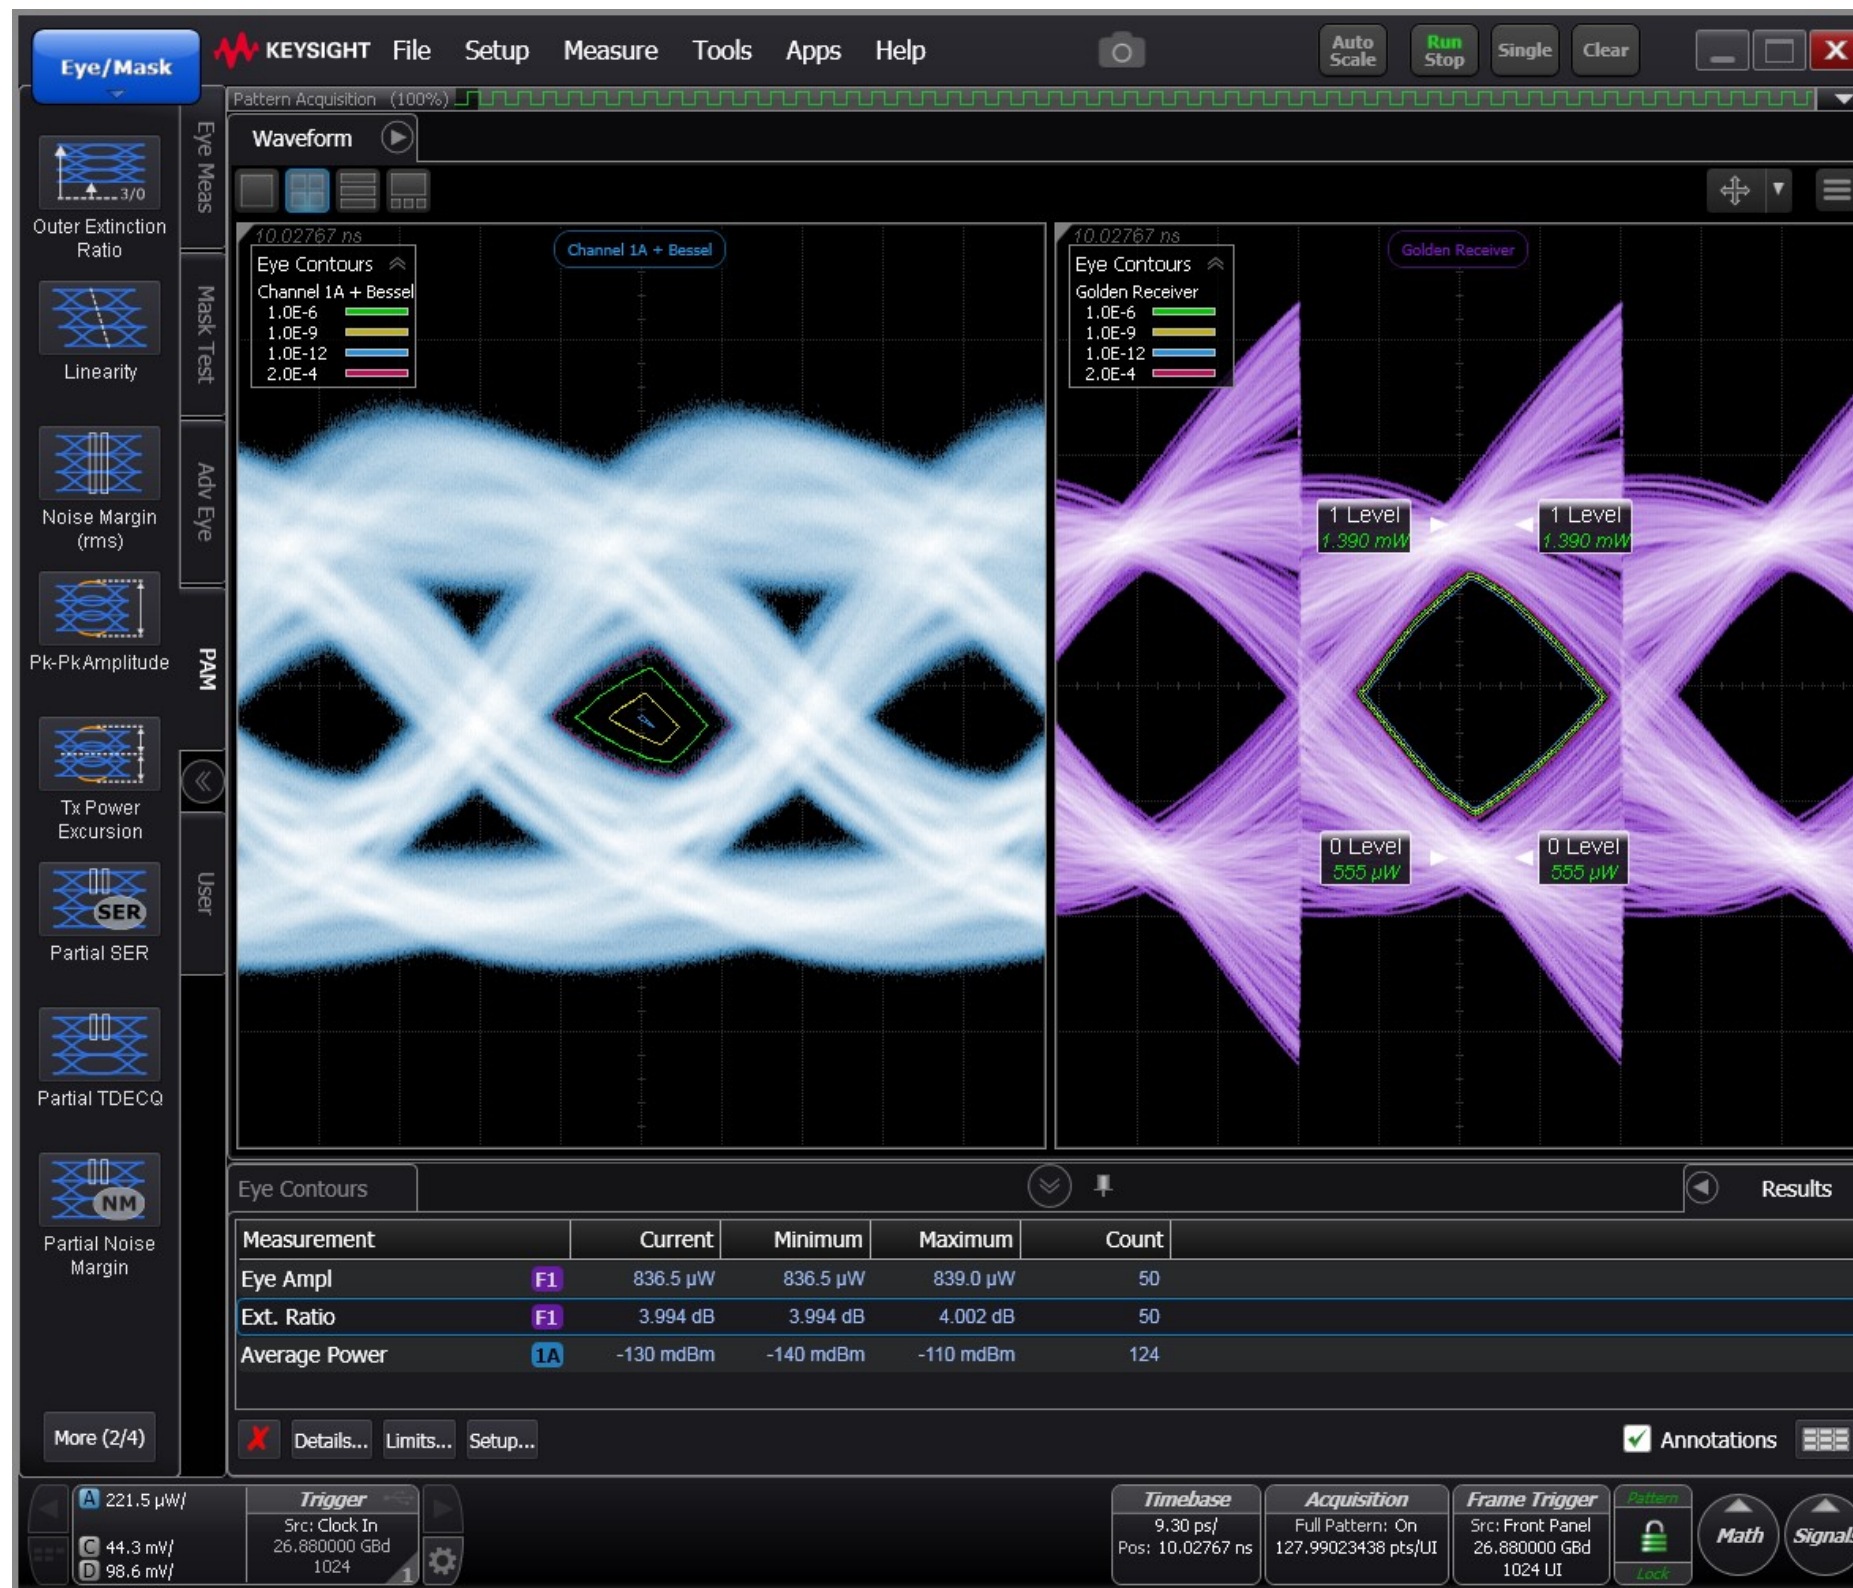 Eye/Mask
KEYSIGHT File Setup Measure Tools Apps Help
Auto Scale
Run Stop
Single
Clear
Pattern Acquisition (100%)
Waveform
3/0
Outer Extinction
Ratio
Linearity
Noise Margin
(rms)
Pk-Pk Amplitude
Tx Power
Excursion
SER
Partial SER
Partial TDECQ
NM
Partial Noise
Margin
More (2/4)
Eye Meas
Mask Test
Adv Eye
PAM
User
10.02767 ns
Eye Contours
Channel 1A + Bessel
1.0E-6
1.0E-9
1.0E-12
2.0E-4
Channel 1A + Bessel
10.02767 ns
Eye Contours
Golden Receiver
1.0E-6
1.0E-9
1.0E-12
2.0E-4
Golden Receiver
1 Level
1.390 mW
1 Level
1.390 mW
0 Level
555 µW
0 Level
555 µW
Eye Contours
Results
Measurement Current Minimum Maximum Count
Eye Ampl F1 836.5 µW 836.5 µW 839.0 µW 50
Ext. Ratio F1 3.994 dB 3.994 dB 4.002 dB 50
Average Power 1A -130 mdBm -140 mdBm -110 mdBm 124
Details... Limits... Setup...
Annotations
A 221.5 µW/
C 44.3 mV/
D 98.6 mV/
Trigger
Src: Clock In
26.880000 GBd
1024
1
Timebase
9.30 ps/
Pos: 10.02767 ns
Acquisition
Full Pattern: On
127.99023438 pts/UI
Frame Trigger
Src: Front Panel
26.880000 GBd
1024 UI
Pattern
Lock
Math
Signals